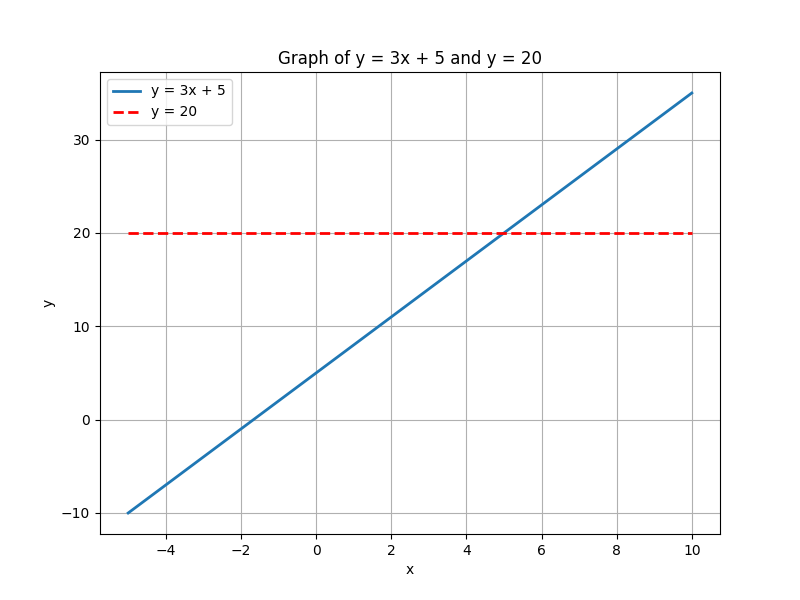 Graph of y = 3x + 5 and y = 20
y = 3x + 5
y = 20
30
20
10
0
−10
y
−4 −2 0 2 4 6 8 10
x